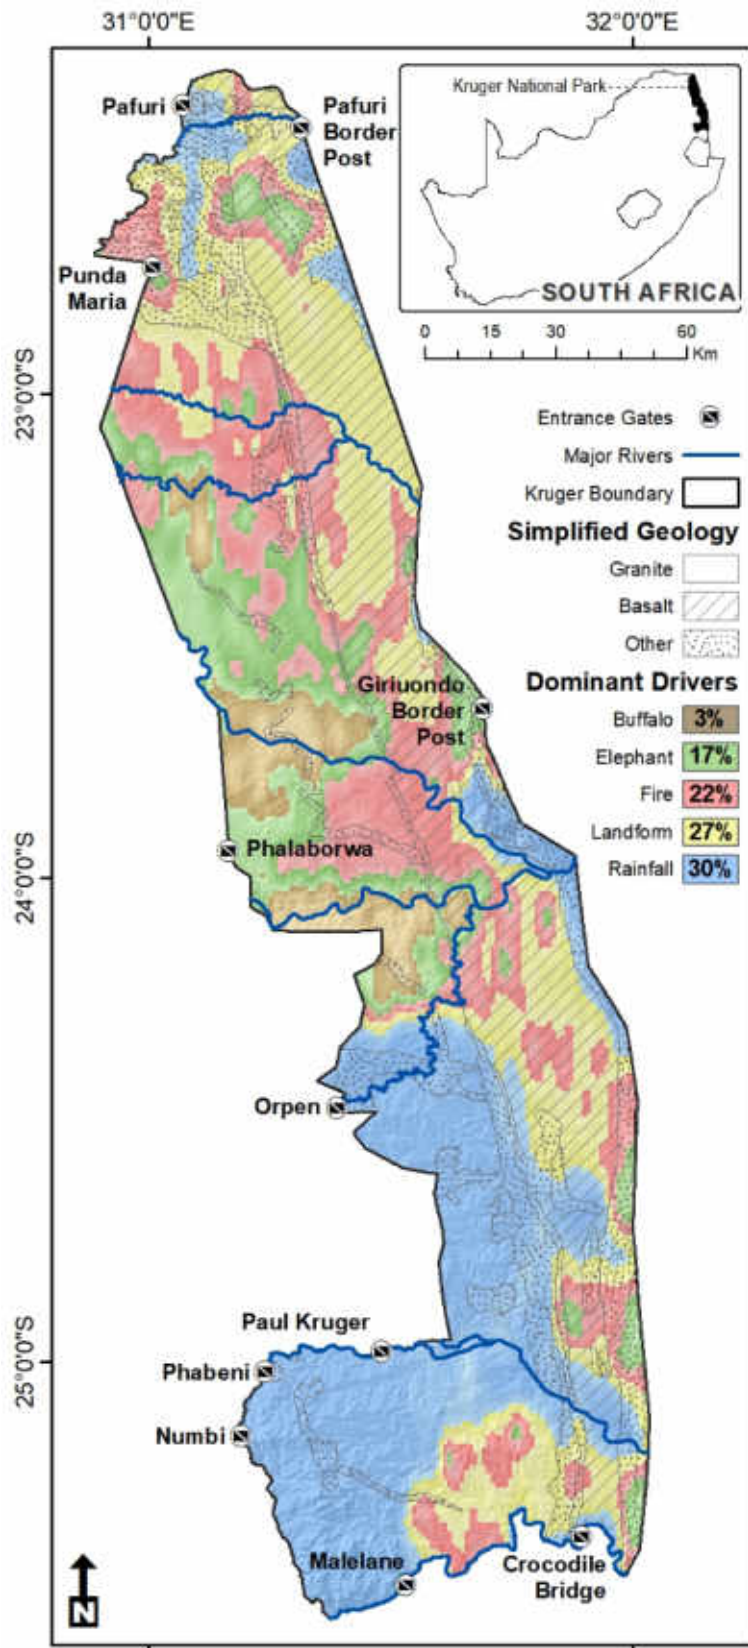 31°0'0"E
32°0'0"E
Kruger National Park
SOUTH AFRICA
0 15 30 60
Km
Pafuri
Pafuri
Border
Post
Punda
Maria
23°0'0"S
Entrance Gates
Major Rivers
Kruger Boundary
Simplified Geology
Granite
Basalt
Other
Dominant Drivers
Buffalo 3%
Elephant 17%
Fire 22%
Landform 27%
Rainfall 30%
Giriuondo
Border
Post
Phalaborwa
24°0'0"S
Orpen
Paul Kruger
25°0'0"S
Phabeni
Numbi
Malelane
Crocodile
Bridge
N